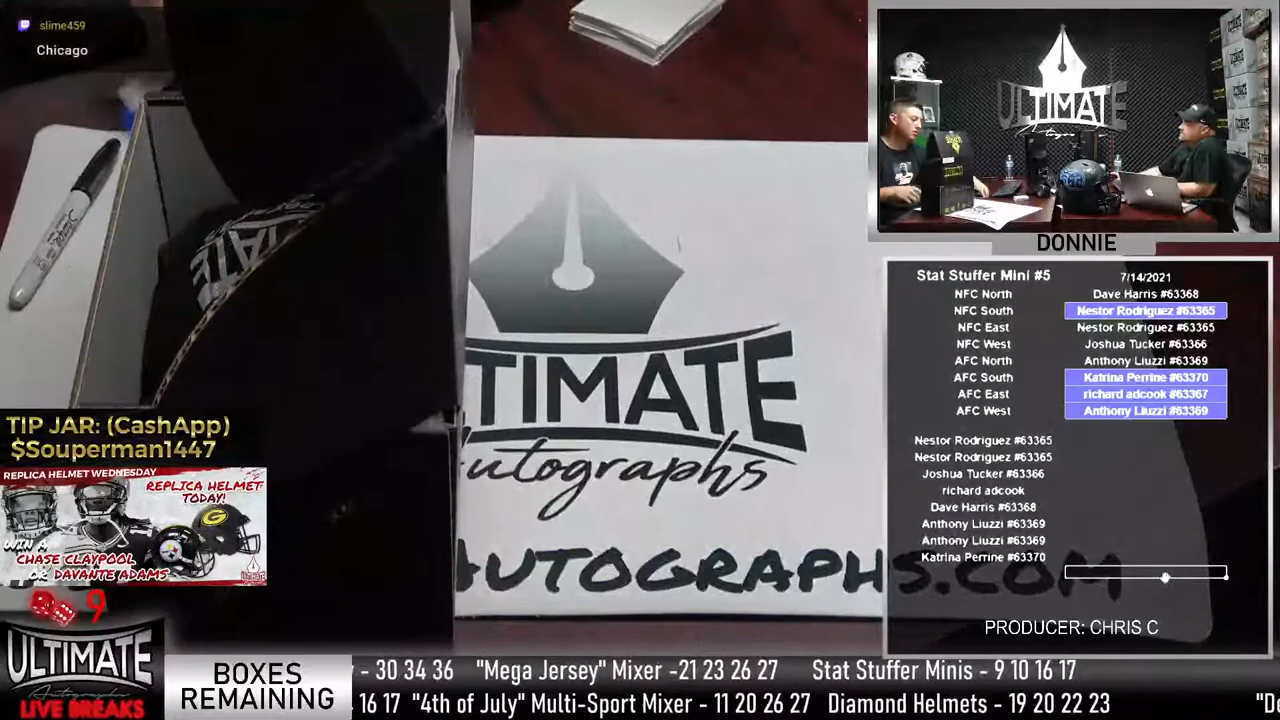 slime459
Chicago
ULTIMATE
DONNIE
ULTIMATE
Autographs
AUTOGRAPHS.COM
Stat Stuffer Mini #5 7/14/2021
NFC North Dave Harris #63368
NFC South Nestor Rodriguez #63365
NFC East Nestor Rodriguez #63365
NFC West Joshua Tucker #63366
AFC North Anthony Liuzzi #63369
AFC South Katrina Perrine #63370
AFC East richard adcook #63367
AFC West Anthony Liuzzi #63369
Nestor Rodriguez #63365
Nestor Rodriguez #63365
Joshua Tucker #63366
richard adcook
Dave Harris #63368
Anthony Liuzzi #63369
Anthony Liuzzi #63369
Katrina Perrine #63370
PRODUCER: CHRIS C
TIP JAR: (CashApp)
$Souperman1447
REPLICA HELMET WEDNESDAY
REPLICA HELMET
TODAY!
WIN A
CHASE CLAYPOOL
OR DAVANTE ADAMS
9
ULTIMATE
Autographs
LIVE BREAKS
BOXES
REMAINING
- 30 34 36 "Mega Jersey" Mixer -21 23 26 27 Stat Stuffer Minis - 9 10 16 17
16 17 "4th of July" Multi-Sport Mixer - 11 20 26 27 Diamond Helmets - 19 20 22 23